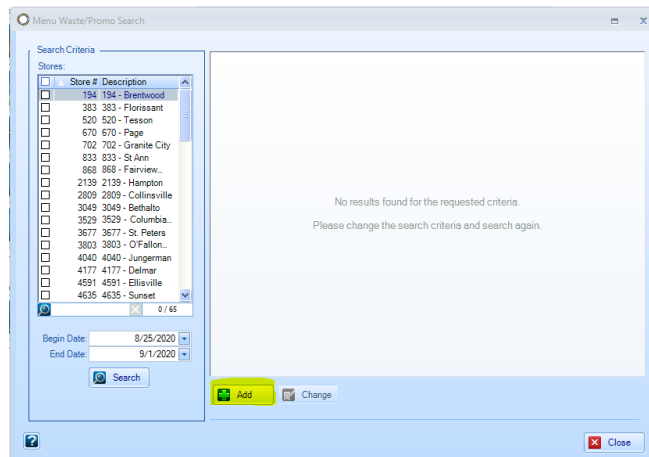 Menu Waste/Promo Search
Search Criteria
Stores:
Store # Description
194 194 - Brentwood
383 383 - Florissant
520 520 - Tesson
670 670 - Page
702 702 - Granite City
833 833 - St Ann
868 868 - Fairview...
2139 2139 - Hampton
2809 2809 - Collinsville
3049 3049 - Bethalto
3529 3529 - Columbia...
3677 3677 - St. Peters
3803 3803 - O'Fallon...
4040 4040 - Jungerman
4177 4177 - Delmar
4591 4591 - Ellisville
4635 4635 - Sunset
0 / 65
Begin Date: 8/25/2020
End Date: 9/1/2020
Search
No results found for the requested criteria.
Please change the search criteria and search again.
Add
Change
?
Close